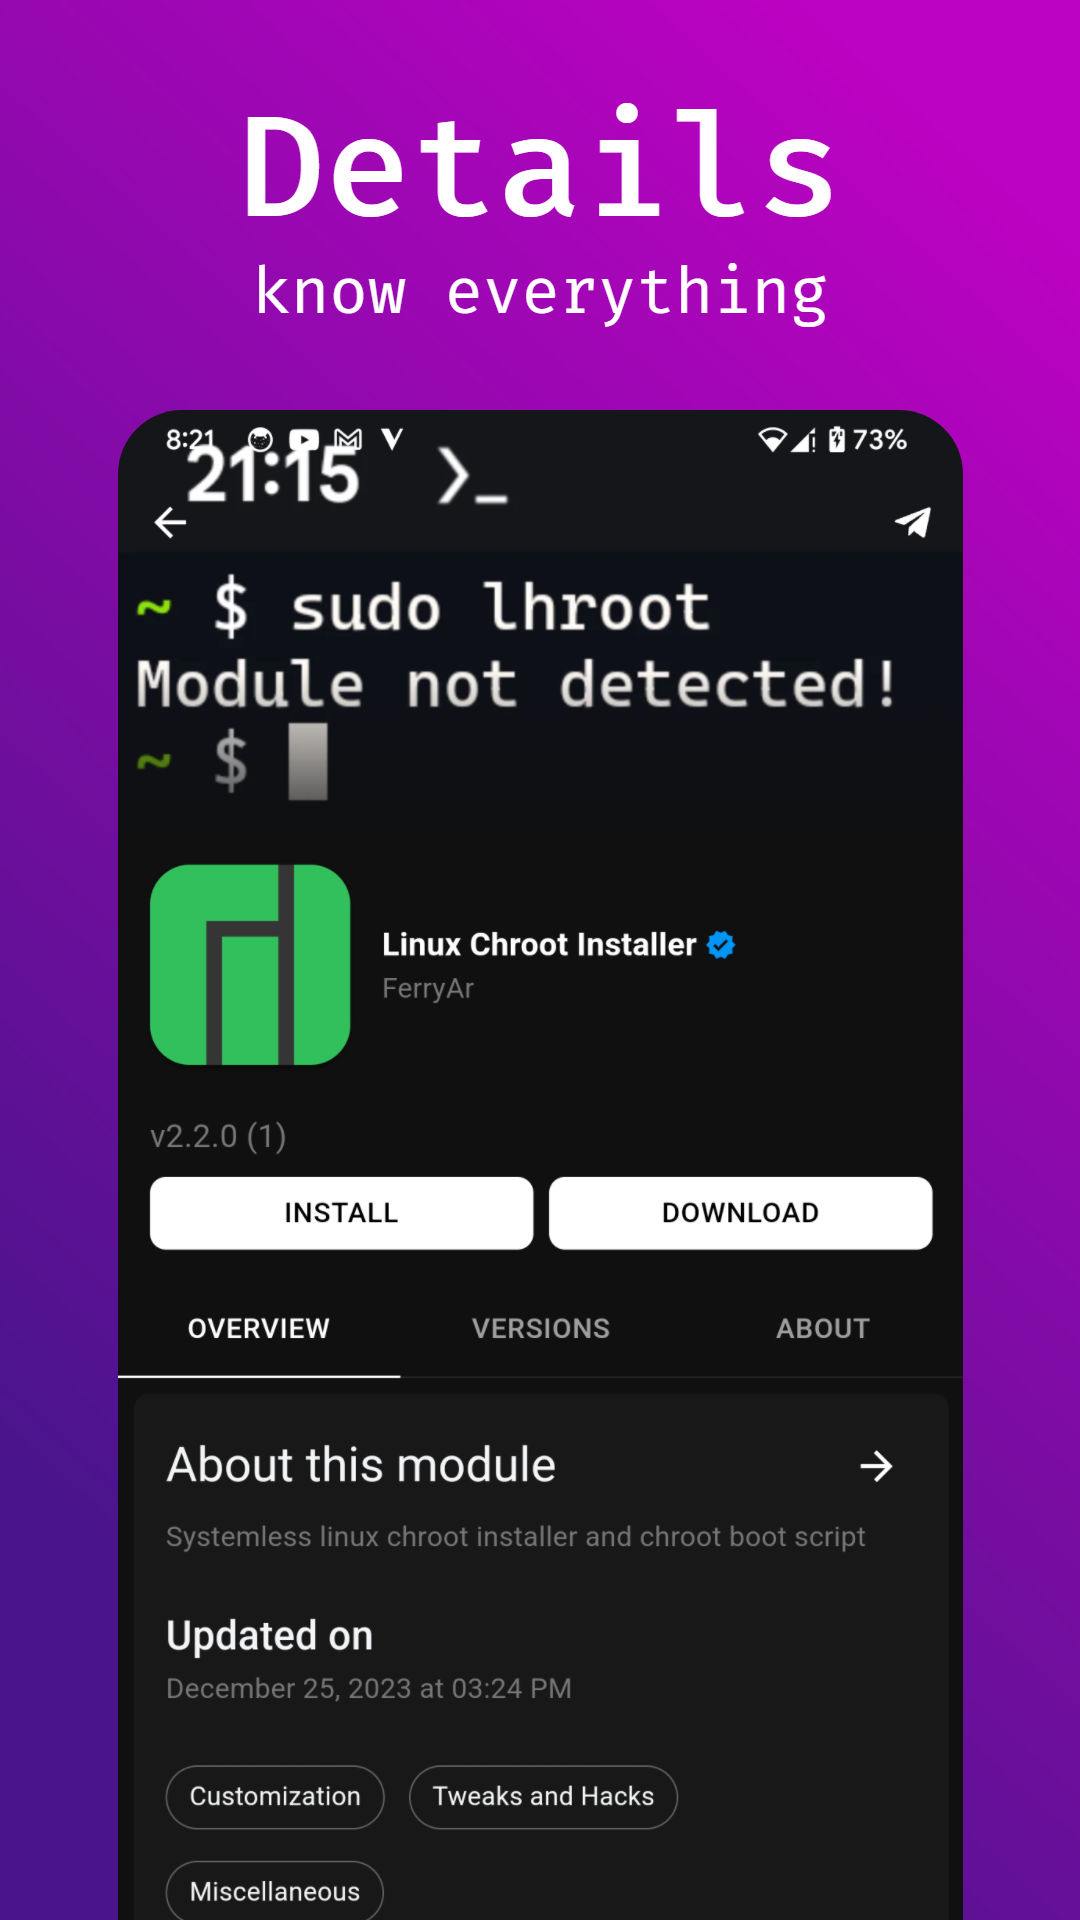 Details
know everything
8:21 73%
21:15 >_
~ $ sudo lhroot
Module not detected!
~ $
Linux Chroot Installer
FerryAr
v2.2.0 (1)
INSTALL DOWNLOAD
OVERVIEW VERSIONS ABOUT
About this module
Systemless linux chroot installer and chroot boot script
Updated on
December 25, 2023 at 03:24 PM
Customization Tweaks and Hacks
Miscellaneous